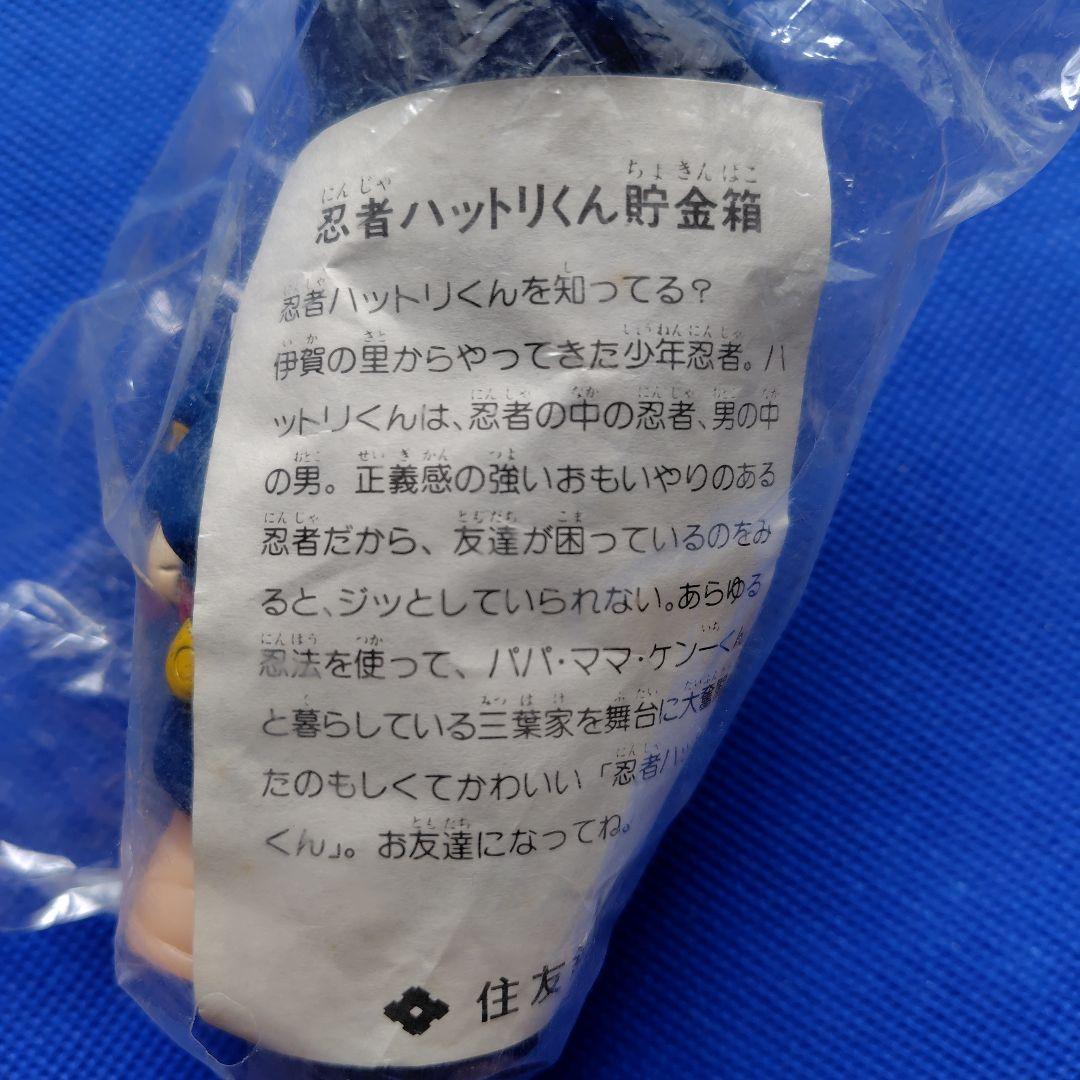 忍者ハットリくん貯金箱
忍者ハットリくんを知ってる?
伊賀の里からやってきた少年忍者。ハ
ットリくんは、忍者の中の忍者、男の中
の男。正義感の強いおもいやりのある
忍者だから、友達が困っているのをみ
ると、ジッとしていられない。あらゆる
忍法を使って、パパ・ママ・ケン一くん
と暮らしている三葉家を舞台に大奮
たのもしくてかわいい「忍者ハッ
くん」。お友達になってね。
住友